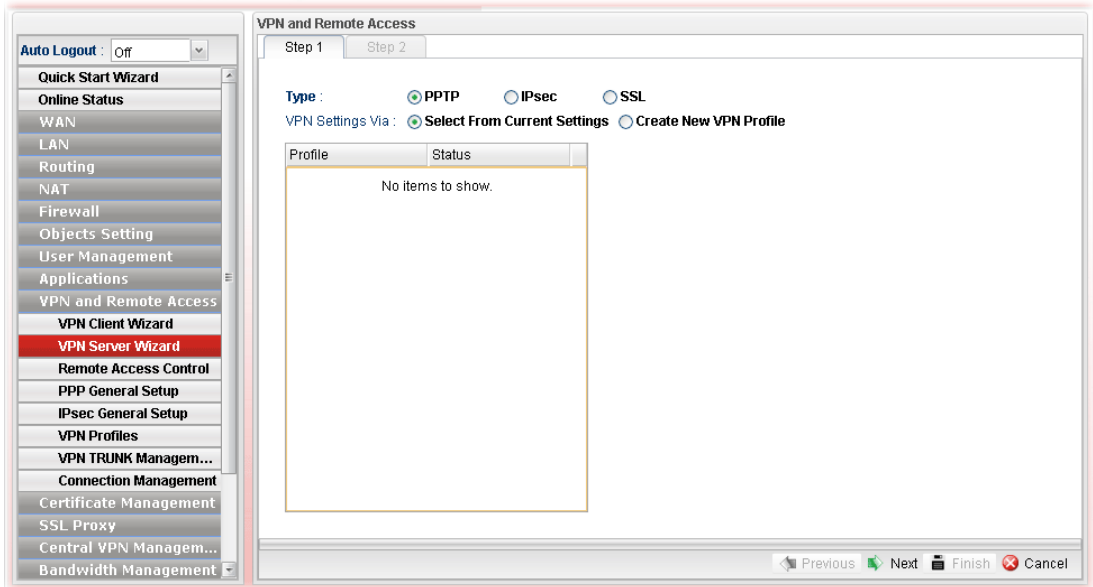 VPN and Remote Access
Auto Logout : Off
Quick Start Wizard
Online Status
WAN
LAN
Routing
NAT
Firewall
Objects Setting
User Management
Applications
VPN and Remote Access
VPN Client Wizard
VPN Server Wizard
Remote Access Control
PPP General Setup
IPsec General Setup
VPN Profiles
VPN TRUNK Managem...
Connection Management
Certificate Management
SSL Proxy
Central VPN Managem...
Bandwidth Management
Step 1 Step 2
Type : PPTP IPsec SSL
VPN Settings Via : Select From Current Settings Create New VPN Profile
Profile Status
No items to show.
Previous Next Finish Cancel